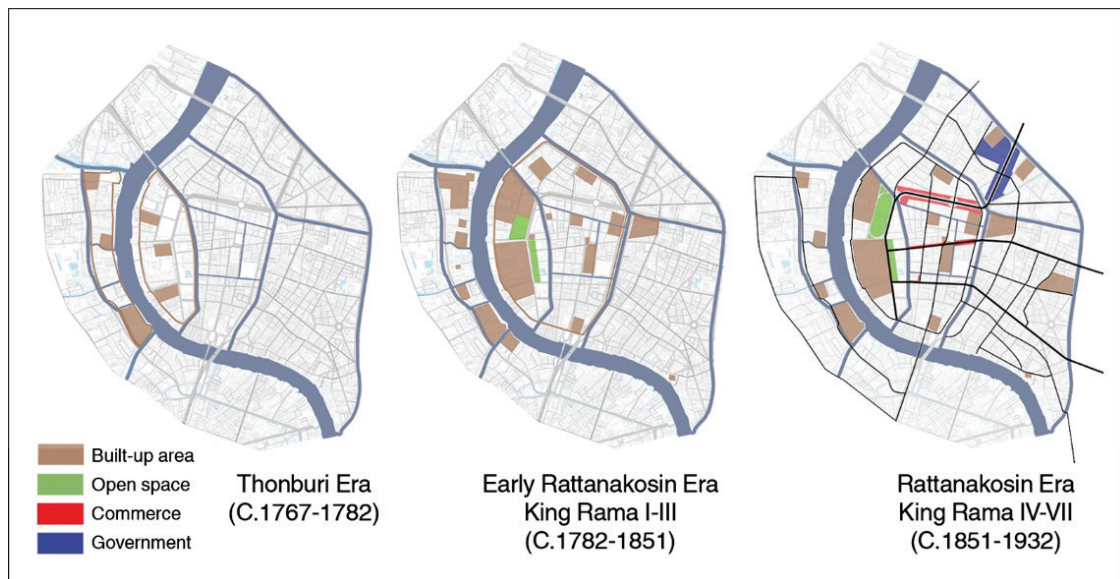 Built-up area
Open space
Commerce
Government
Thonburi Era
(C.1767-1782)
Early Rattanakosin Era
King Rama I-III
(C.1782-1851)
Rattanakosin Era
King Rama IV-VII
(C.1851-1932)